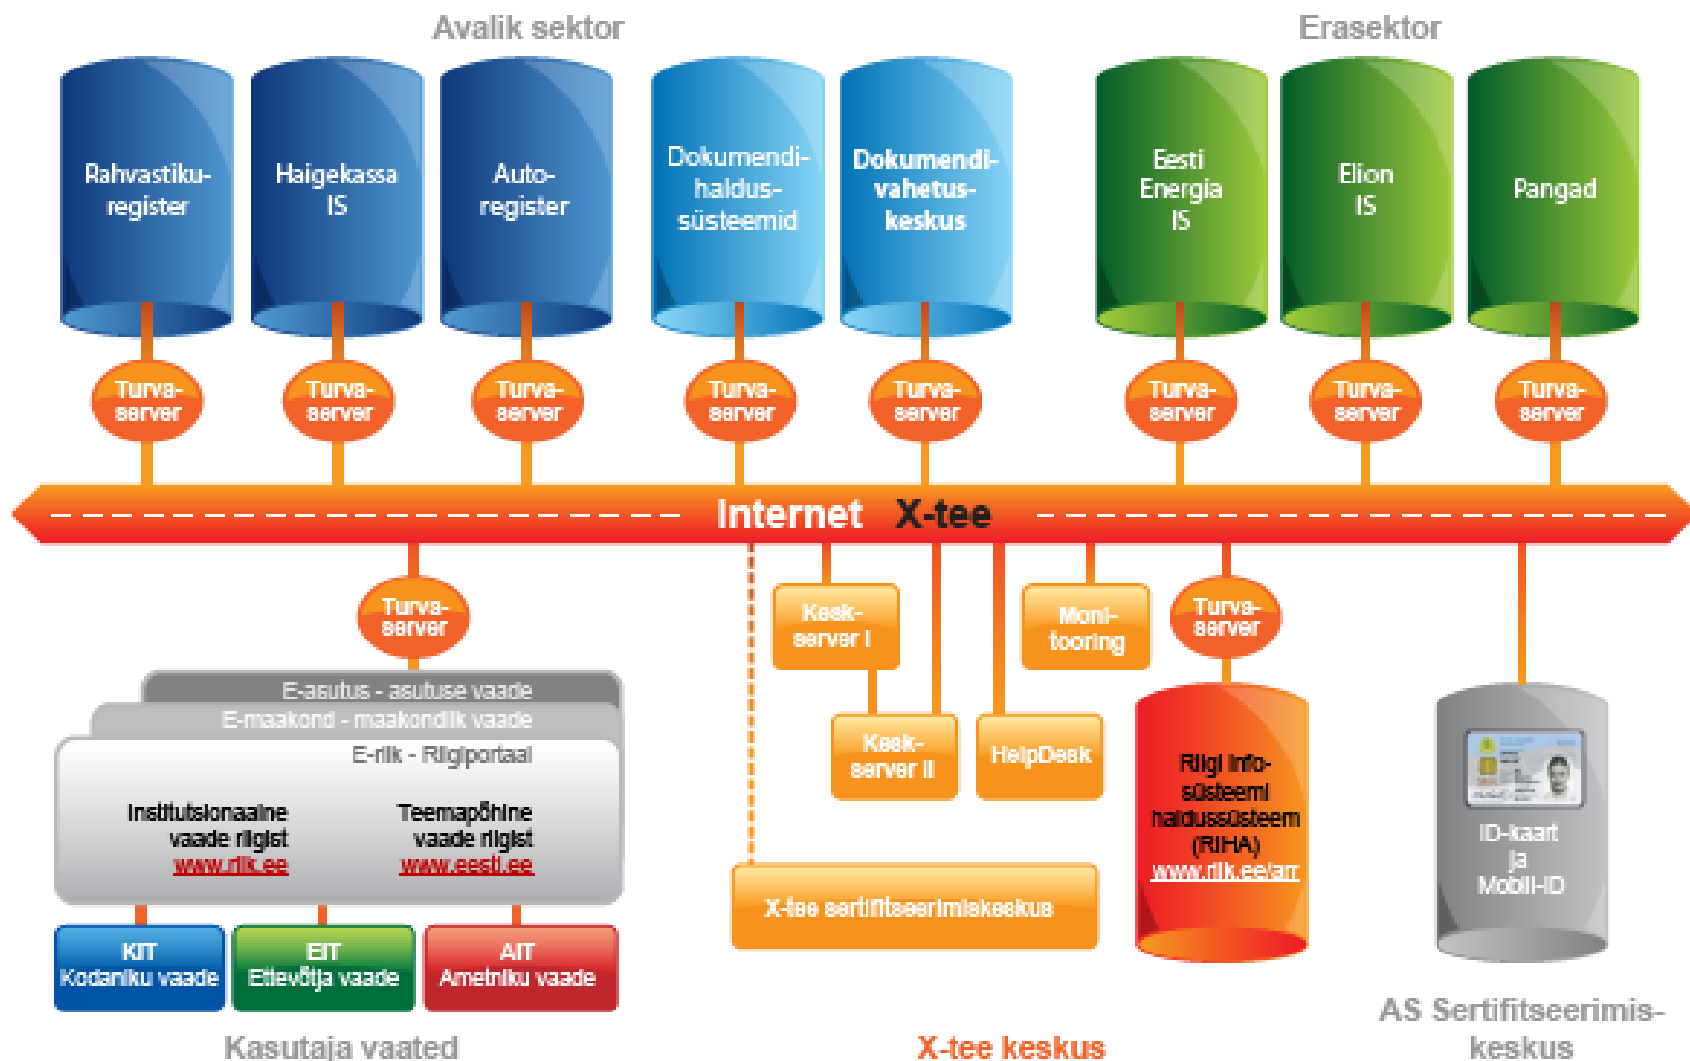 Avalik sektor
Erasektor
Rahvastiku-
register
Haigekassa
IS
Auto-
register
Dokumendi-
haldus-
süsteemid
Dokumendi-
vahetus-
keskus
Eesti
Energia
IS
Elion
IS
Pangad
Turva-
server
Turva-
server
Turva-
server
Turva-
server
Turva-
server
Turva-
server
Turva-
server
Turva-
server
Internet X-tee
Turva-
server
Kesk-
server I
Moni-
tooring
Turva-
server
E-asutus - asutuse vaade
E-maakond - maakondlik vaade
E-riik - Riigiportaal
Institutsionaalne
vaade riigist
www.riik.ee
Teemapõhine
vaade riigist
www.eesti.ee
Kesk-
server II
HelpDesk
Riigi info-
süsteemi
haldussüsteem
(RIHA)
www.riik.ee/arr
ID-kaart
ja
Mobiil-ID
X-tee sertifitseerimiskeskus
KIT
Kodaniku vaade
EIT
Ettevõtja vaade
AIT
Ametniku vaade
Kasutaja vaated
X-tee keskus
AS Sertifitseerimis-
keskus